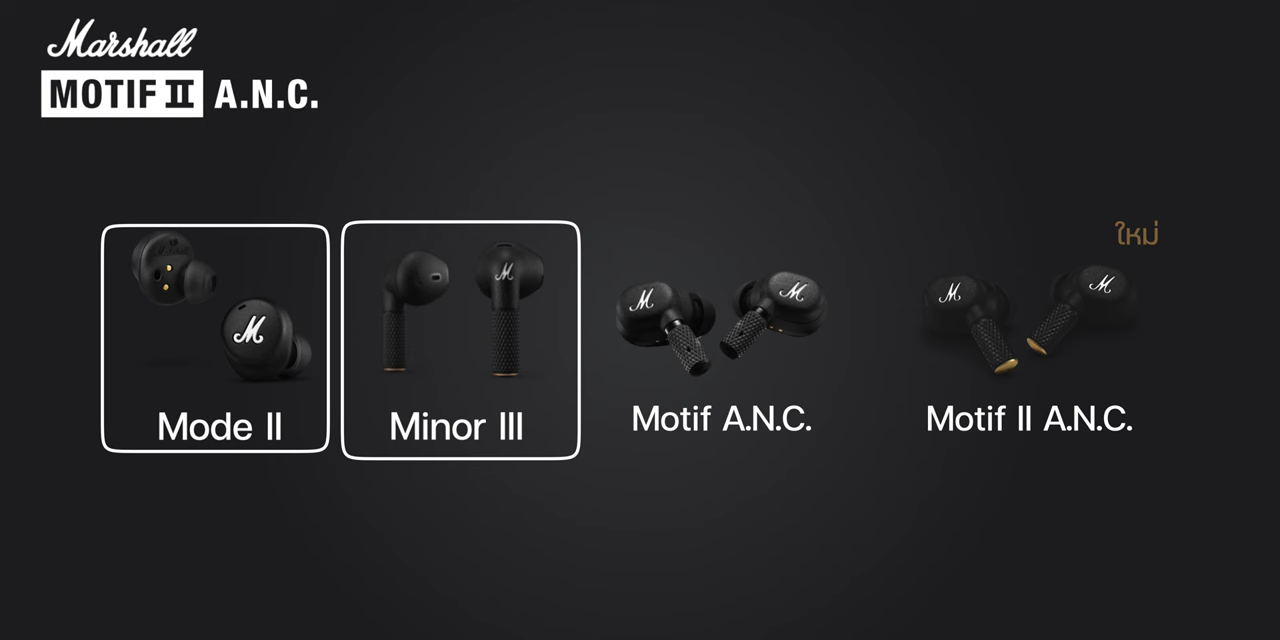 Marshall
MOTIF II A.N.C.
ใหม่
Mode II
Minor III
Motif A.N.C.
Motif II A.N.C.